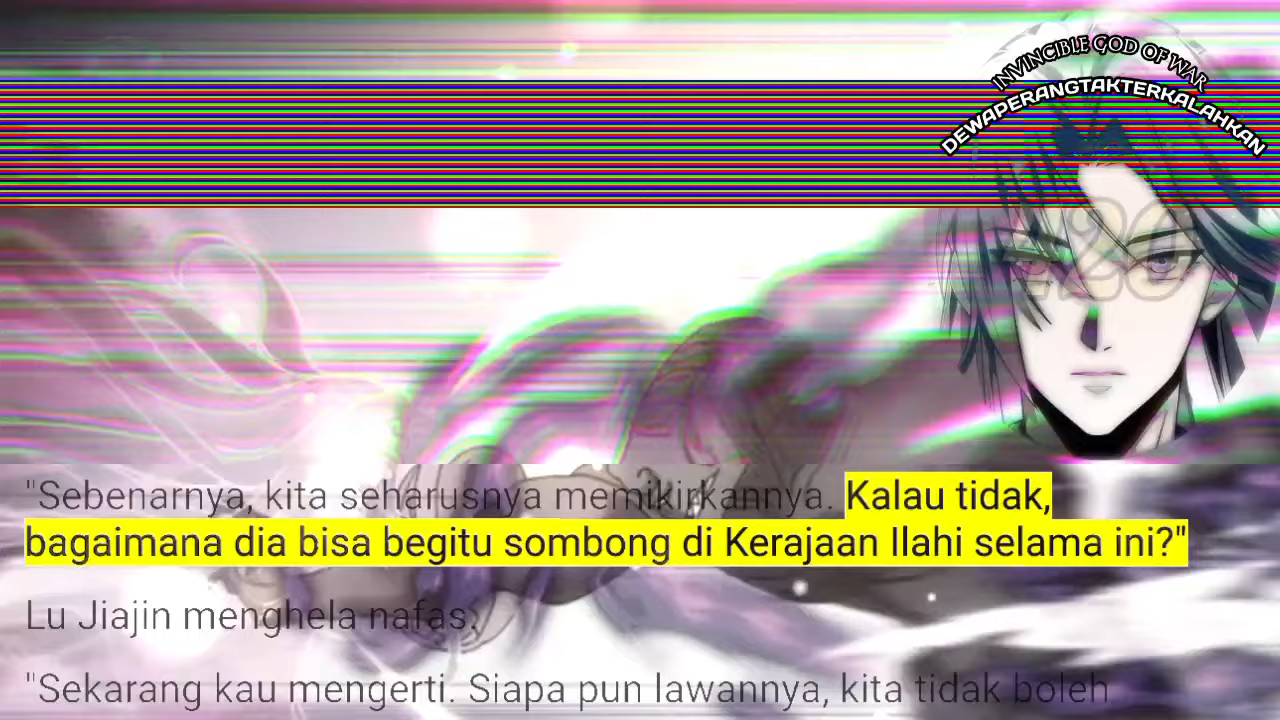 INVINCIBLE GOD OF WAR
DEWAPERANGTAKTERKALAHKAN
"Sebenarnya, kita seharusnya memikirkannya. Kalau tidak,
bagaimana dia bisa begitu sombong di Kerajaan Ilahi selama ini?"
Lu Jiajin menghela nafas.
"Sekarang kau mengerti. Siapa pun lawannya, kita tidak boleh